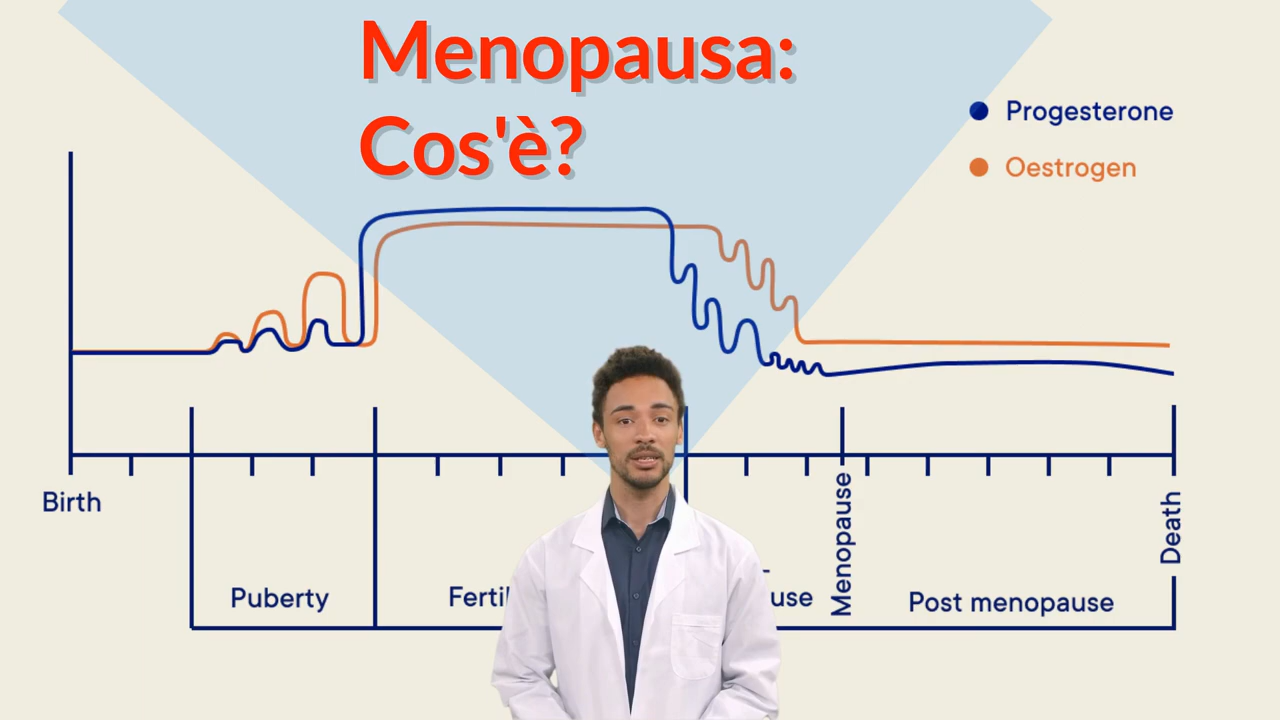 Menopausa:
Cos'è?
Progesterone
Oestrogen
Birth
Puberty
Menopause
Post menopause
Death